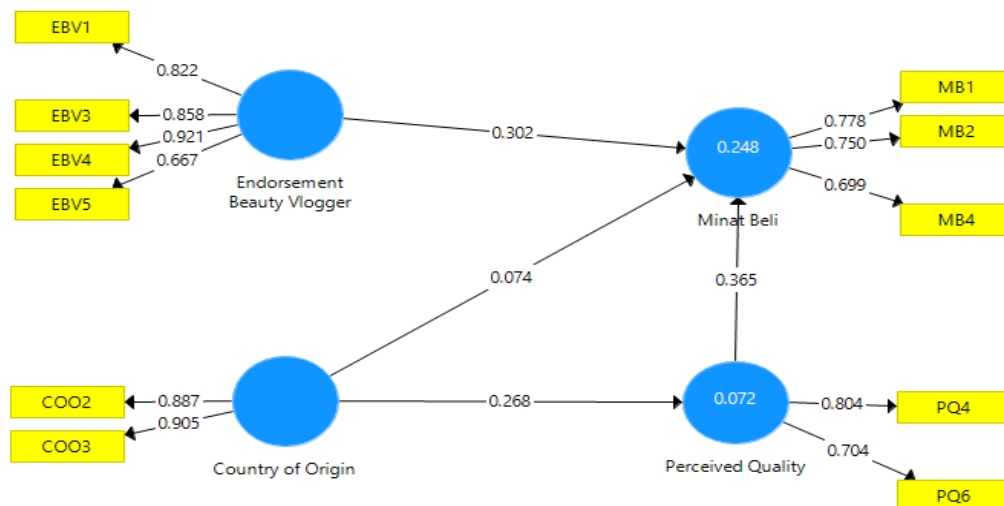 EBV1
0.822
EBV3
0.858
EBV4
0.921
EBV5
0.667
Endorsement
Beauty Vlogger
0.302
0.248
Minat Beli
MB1
0.778
MB2
0.750
MB4
0.699
0.074
0.365
COO2
0.887
COO3
0.905
Country of Origin
0.268
0.072
Perceived Quality
PQ4
0.804
0.704
PQ6